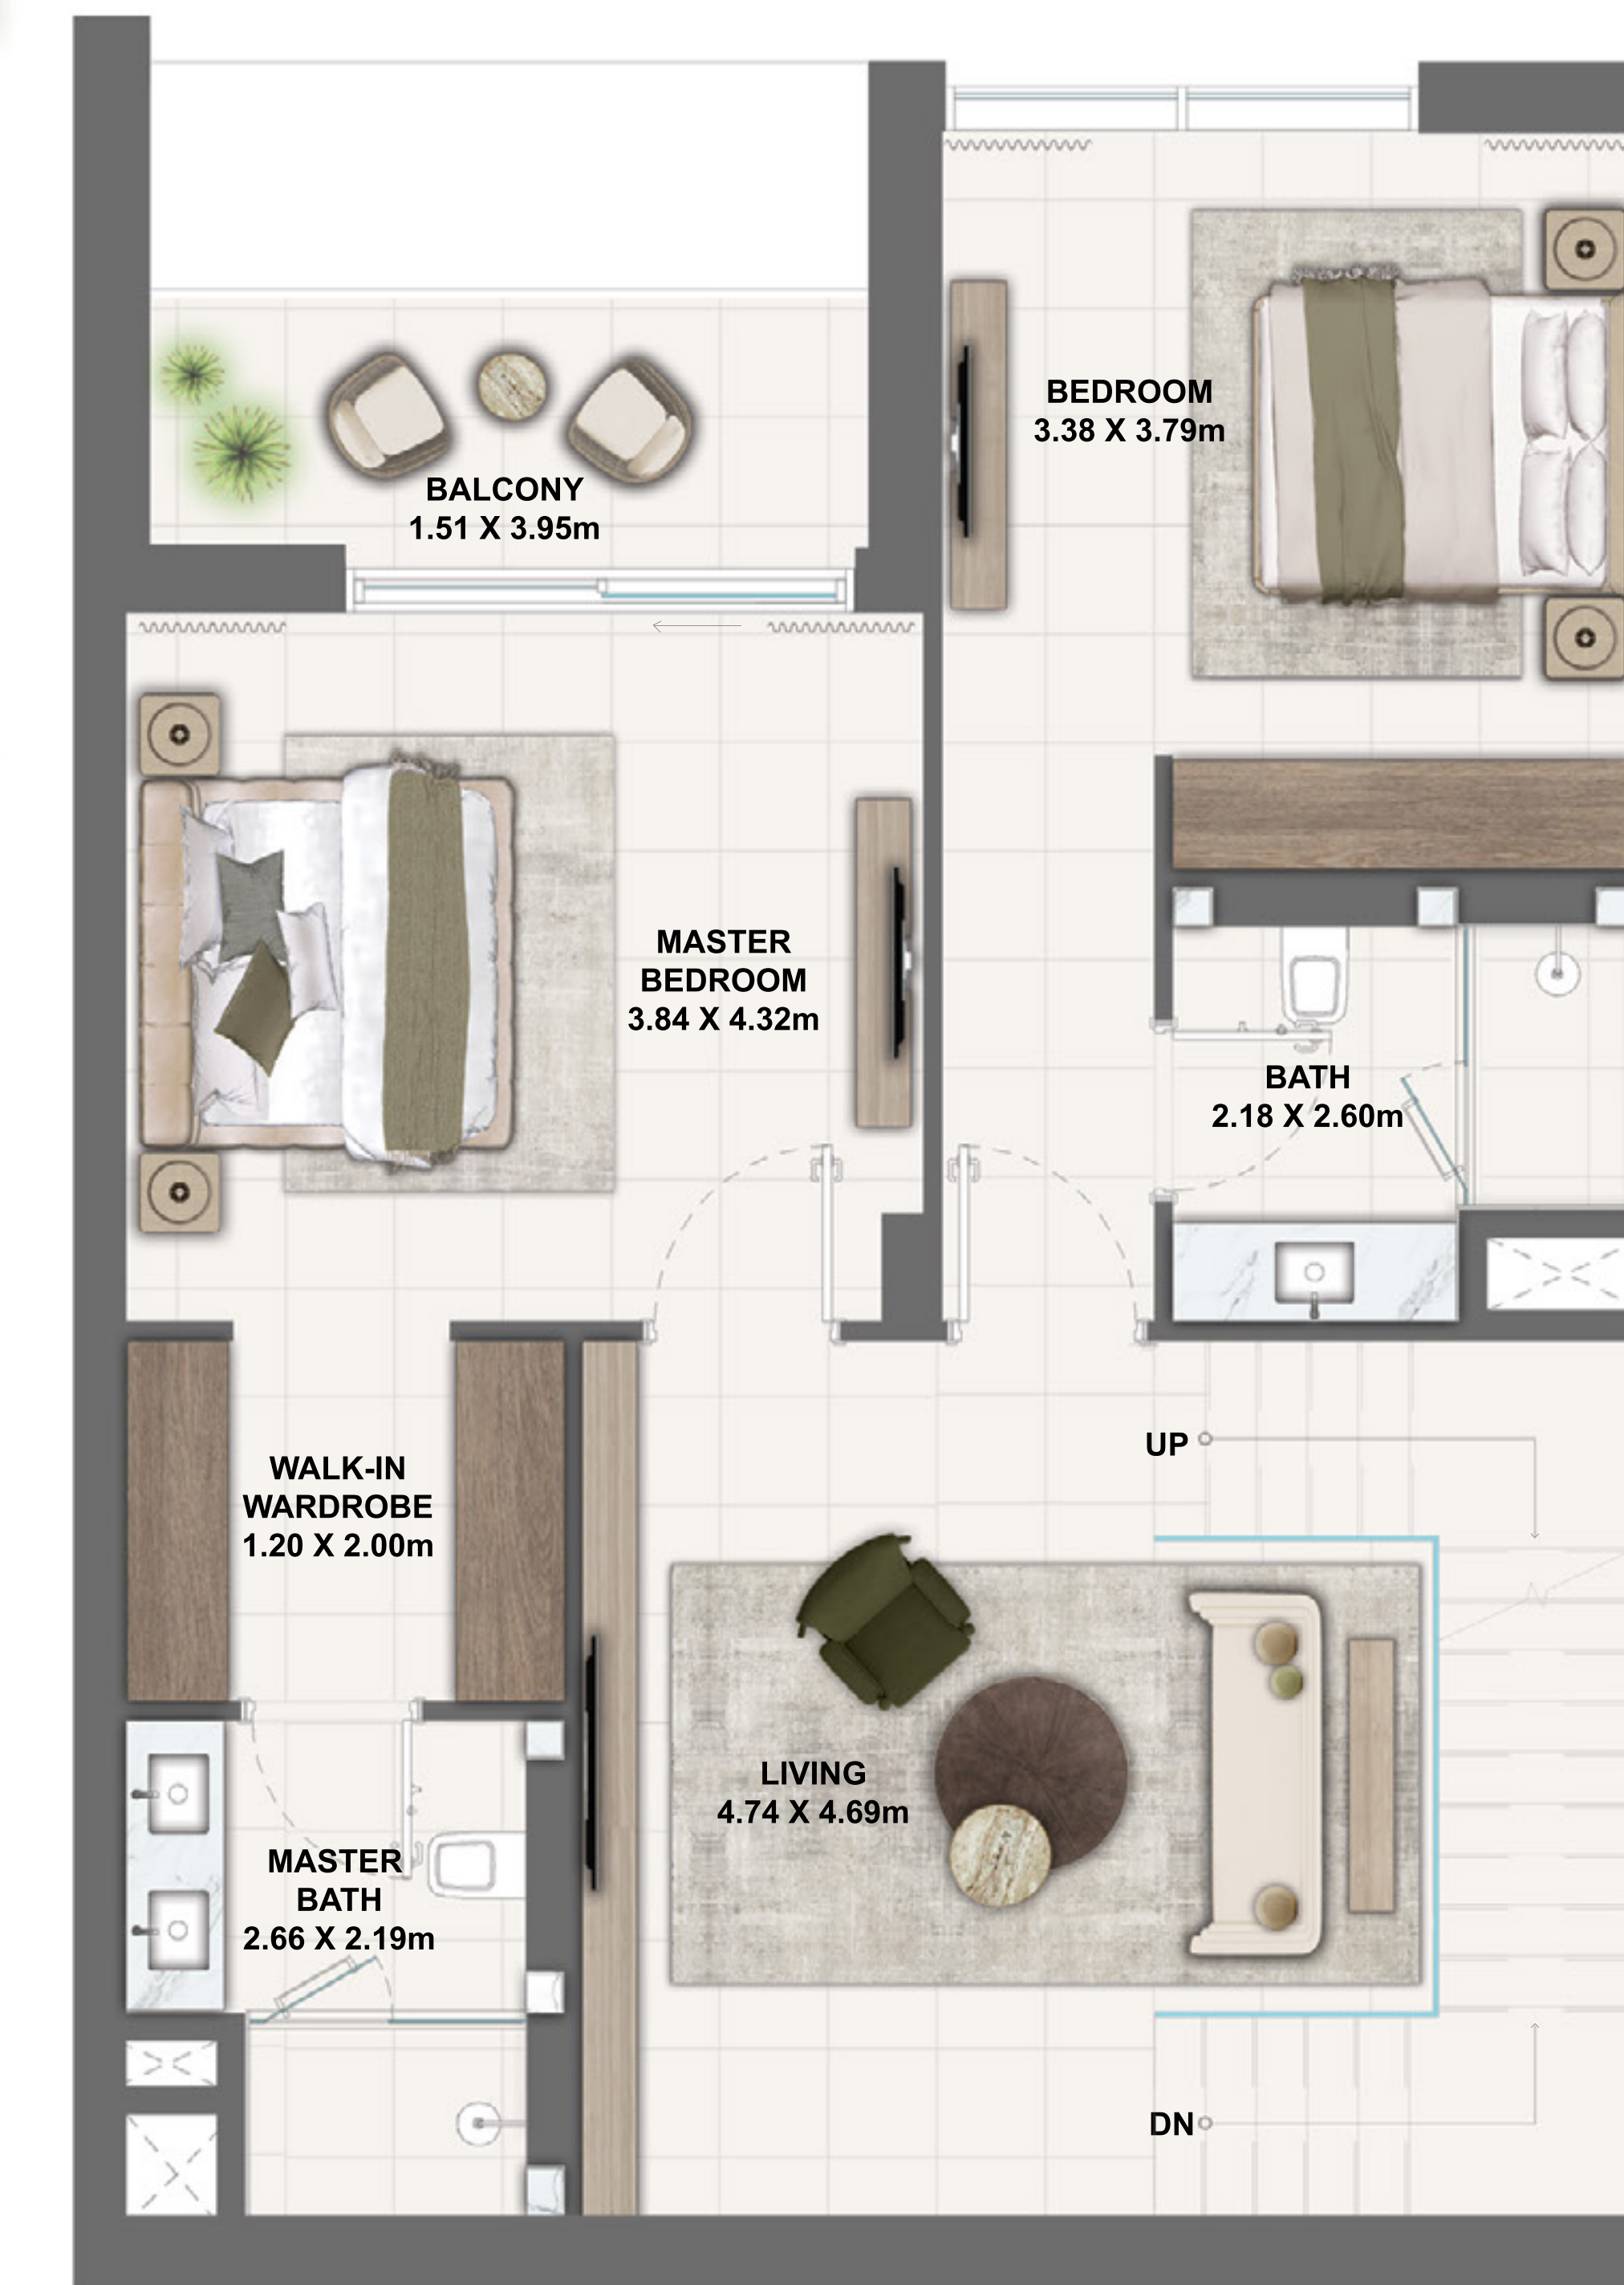 BEDROOM
3.38 X 3.79m
BALCONY
1.51 X 3.95m
MASTER
BEDROOM
3.84 X 4.32m
BATH
2.18 X 2.60m
UP
WALK-IN
WARDROBE
1.20 X 2.00m
LIVING
4.74 X 4.69m
MASTER
BATH
2.66 X 2.19m
DN